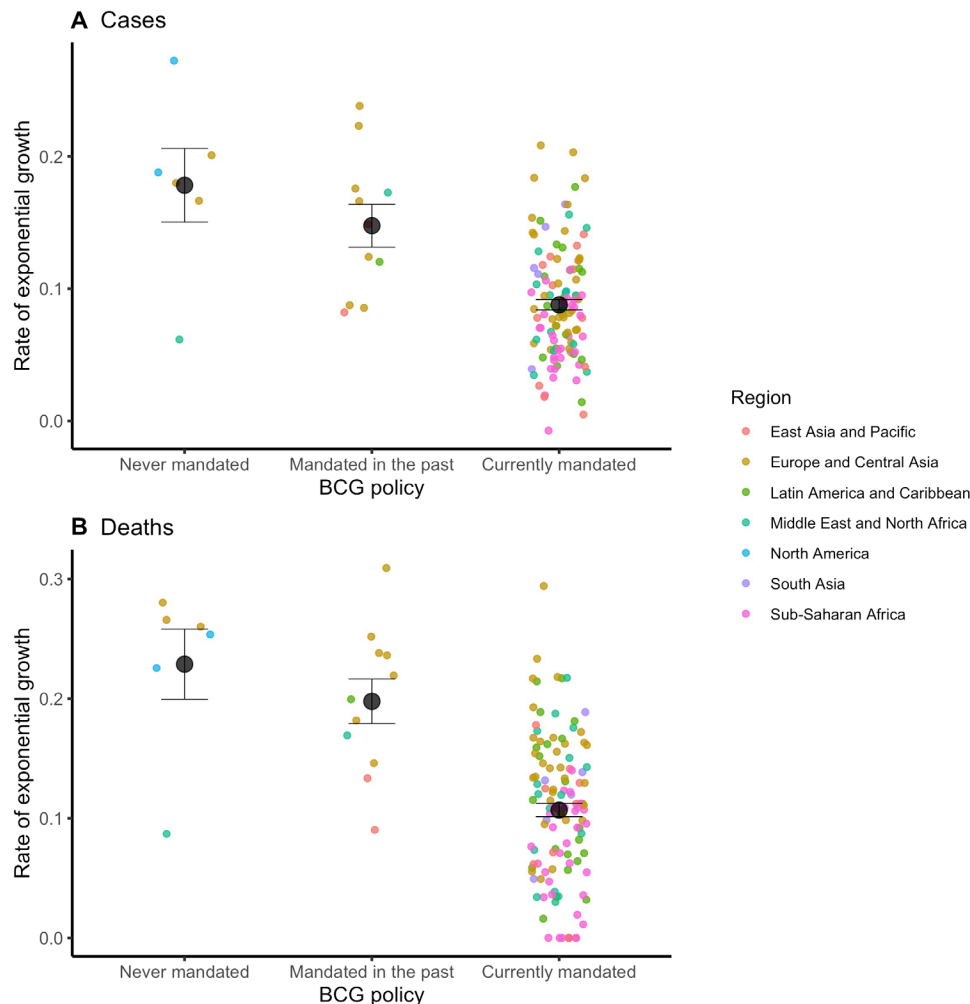 A Cases
Rate of exponential growth
0.2
0.1
0.0
Never mandated
Mandated in the past
Currently mandated
BCG policy
B Deaths
Rate of exponential growth
0.3
0.2
0.1
0.0
Never mandated
Mandated in the past
Currently mandated
BCG policy
Region
East Asia and Pacific
Europe and Central Asia
Latin America and Caribbean
Middle East and North Africa
North America
South Asia
Sub-Saharan Africa